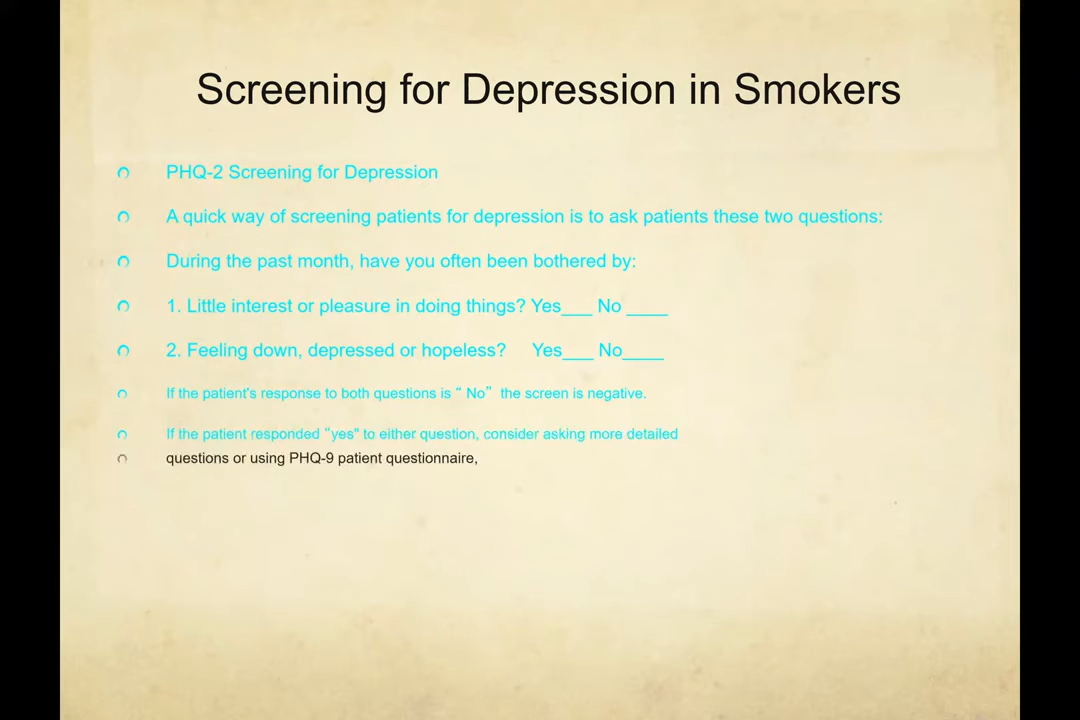 Screening for Depression in Smokers
PHQ-2 Screening for Depression
A quick way of screening patients for depression is to ask patients these two questions:
During the past month, have you often been bothered by:
1. Little interest or pleasure in doing things? Yes___ No ____
2. Feeling down, depressed or hopeless? Yes___ No____
If the patient's response to both questions is “ No” the screen is negative.
If the patient responded “yes" to either question, consider asking more detailed
questions or using PHQ-9 patient questionnaire,